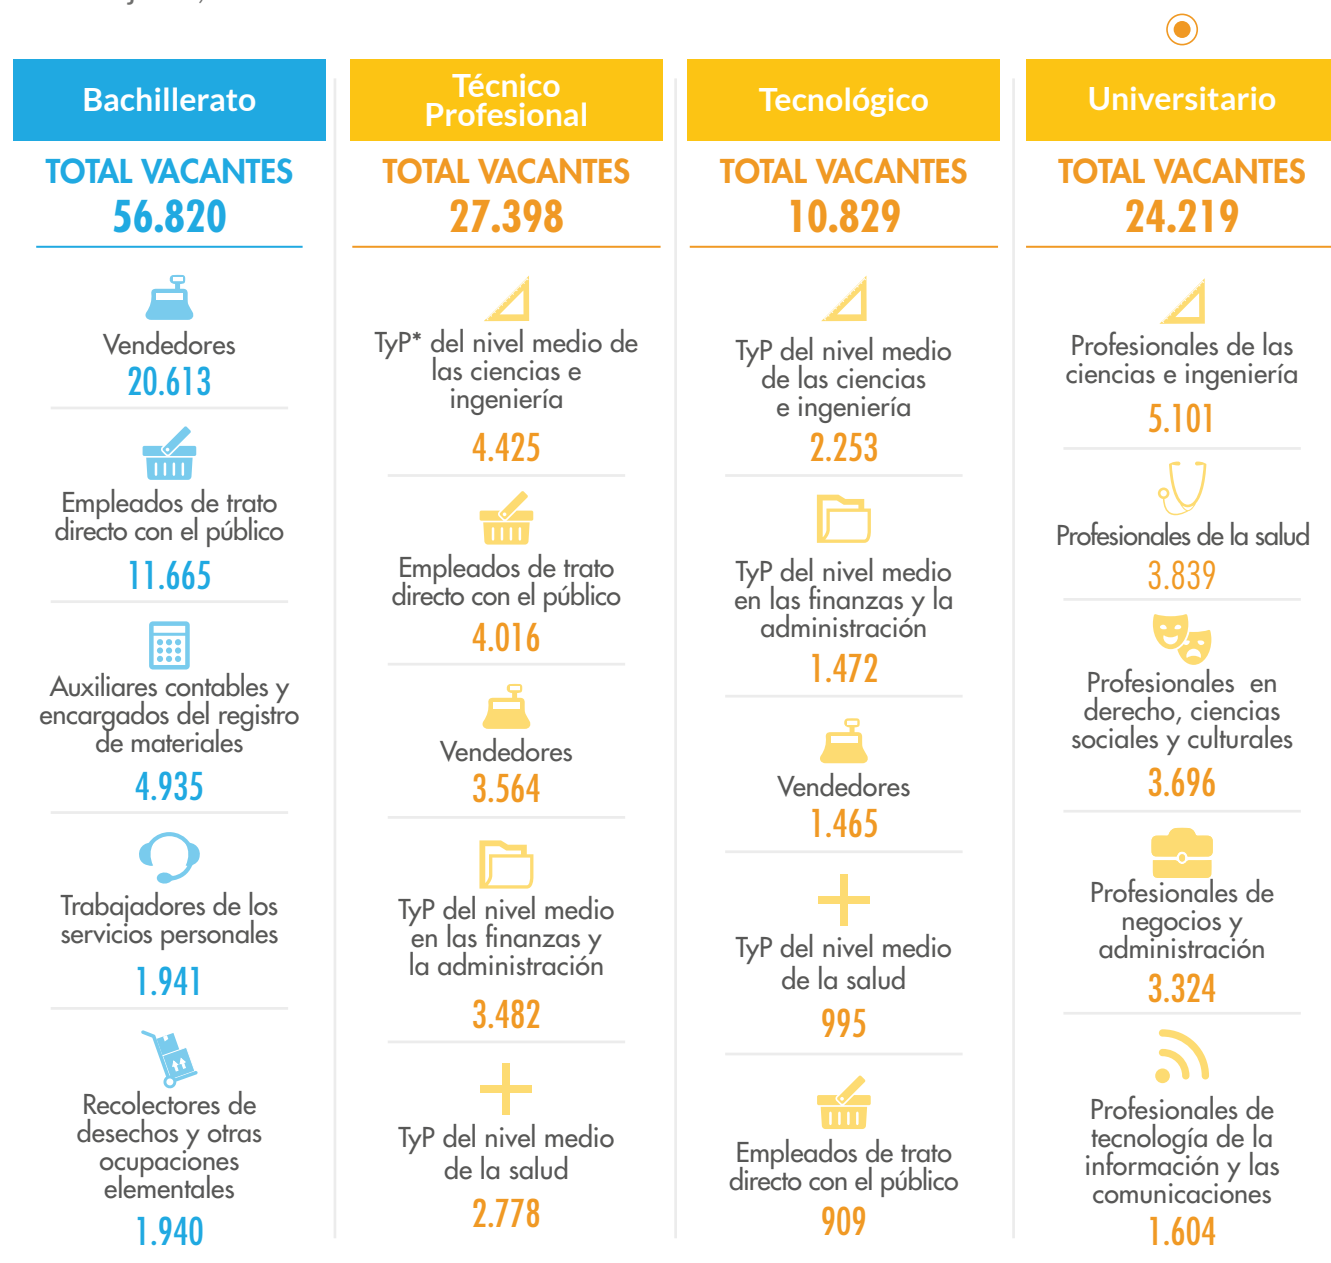 Bachillerato
TOTAL VACANTES
56.820
Vendedores
20.613
Empleados de trato
directo con el público
11.665
Auxiliares contables y
encargados del registro
de materiales
4.935
Trabajadores de los
servicios personales
1.941
Recolectores de
desechos y otras
ocupaciones
elementales
1.940
Técnico
Profesional
TOTAL VACANTES
27.398
TyP* del nivel medio de
las ciencias e
ingeniería
4.425
Empleados de trato
directo con el público
4.016
Vendedores
3.564
TyP del nivel medio
en las finanzas y
la administración
3.482
TyP del nivel medio
de la salud
2.778
Tecnológico
TOTAL VACANTES
10.829
TyP del nivel medio
de las ciencias
e ingeniería
2.253
TyP del nivel medio
en las finanzas y la
administración
1.472
Vendedores
1.465
TyP del nivel medio
de la salud
995
Empleados de trato
directo con el público
909
Universitario
TOTAL VACANTES
24.219
Profesionales de las
ciencias e ingeniería
5.101
Profesionales de la salud
3.839
Profesionales en
derecho, ciencias
sociales y culturales
3.696
Profesionales de
negocios y
administración
3.324
Profesionales de
tecnología de la
información y las
comunicaciones
1.604